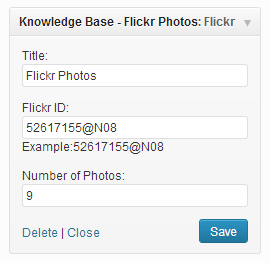 Knowledge Base - Flickr Photos: Flickr
Title:
Flickr Photos
Flickr ID:
52617155@N08
Example:52617155@N08
Number of Photos:
9
Delete | Close
Save